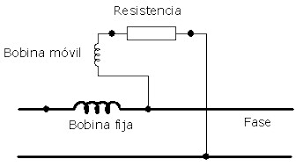 Resistencia
Bobina móvil
Bobina fija
Fase